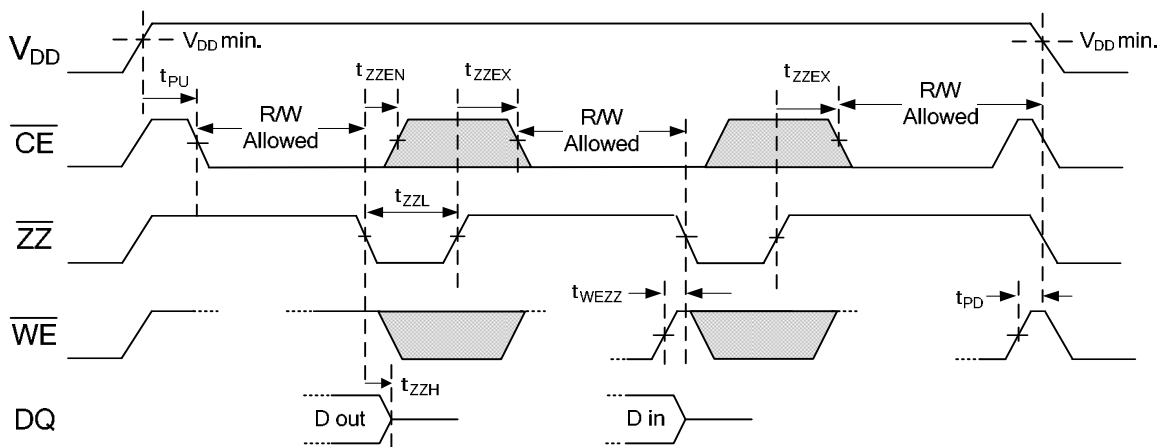 VDD
VDD min.
VDD min.
tPU
tZZEN
tZZEX
tZZEX
R/W
Allowed
R/W
Allowed
R/W
Allowed
CE
tZZL
ZZ
tWEZZ
tPD
WE
tZZH
DQ
D out
D in